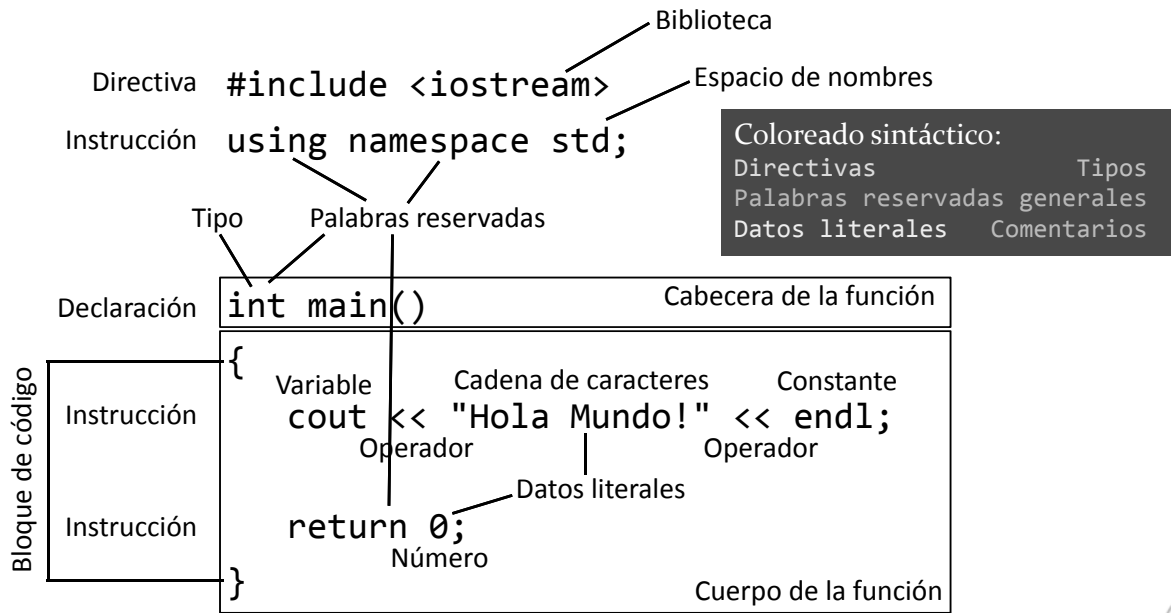 Biblioteca
Directiva #include <iostream>
Espacio de nombres
Instrucción using namespace std;
Coloreado sintáctico:
Directivas Tipos
Palabras reservadas generales
Datos literales Comentarios
Tipo Palabras reservadas
Declaración int main() Cabecera de la función
Bloque de código
{
Variable Cadena de caracteres Constante
Instrucción cout << "Hola Mundo!" << endl;
Operador Operador
Datos literales
Instrucción return 0;
Número
}
Cuerpo de la función